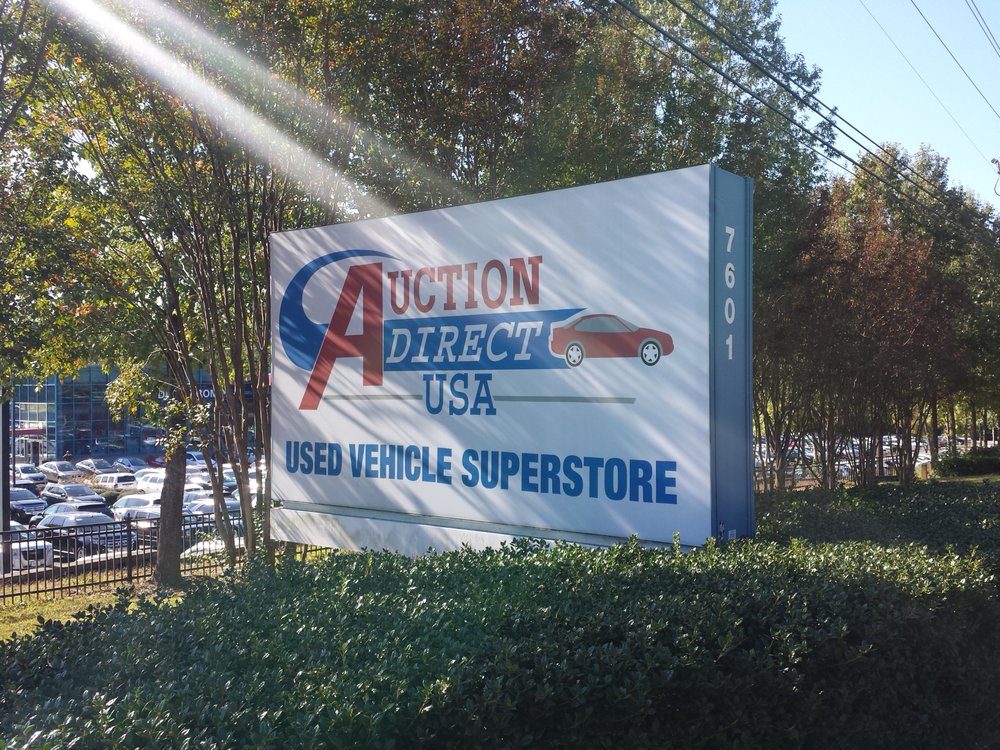 AUCTION
DIRECT
USA
USED VEHICLE SUPERSTORE
7601